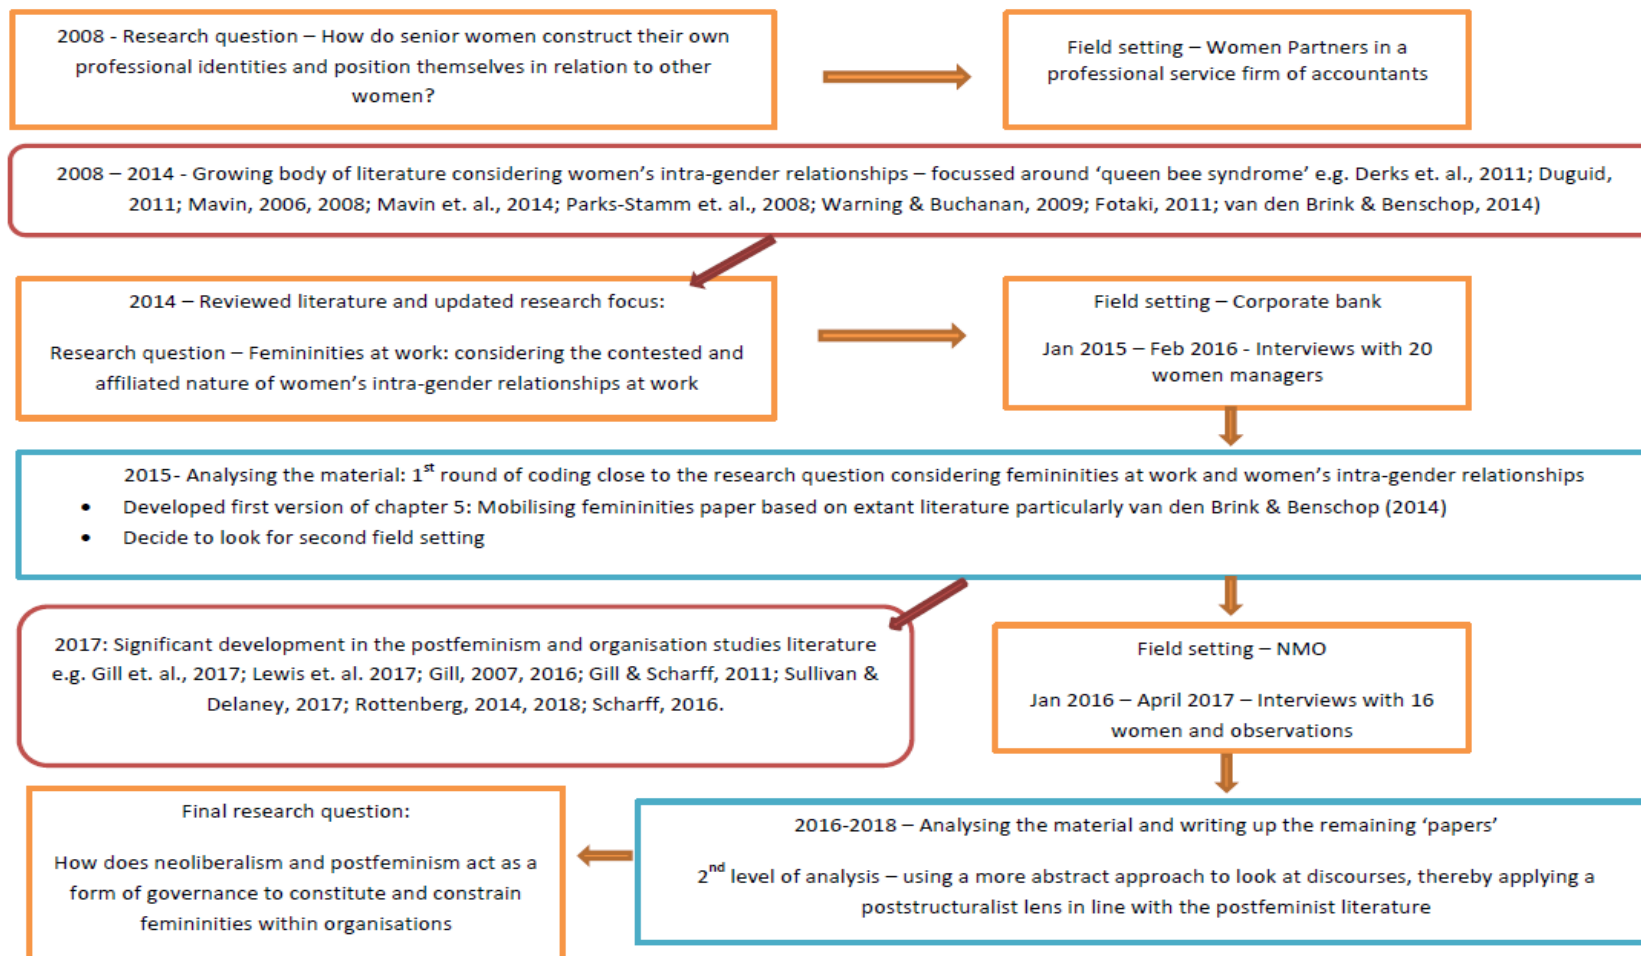 2008 - Research question – How do senior women construct their own
professional identities and position themselves in relation to other
women?
Field setting – Women Partners in a
professional service firm of accountants
2008 – 2014 - Growing body of literature considering women's intra-gender relationships – focussed around 'queen bee syndrome' e.g. Derks et. al., 2011; Duguid,
2011; Mavin, 2006, 2008; Mavin et. al., 2014; Parks-Stamm et. al., 2008; Warning & Buchanan, 2009; Fotaki, 2011; van den Brink & Benschop, 2014)
2014 – Reviewed literature and updated research focus:
Research question – Femininities at work: considering the contested and
affiliated nature of women's intra-gender relationships at work
Field setting – Corporate bank
Jan 2015 – Feb 2016 - Interviews with 20
women managers
2015- Analysing the material: 1st round of coding close to the research question considering femininities at work and women's intra-gender relationships
• Developed first version of chapter 5: Mobilising femininities paper based on extant literature particularly van den Brink & Benschop (2014)
• Decide to look for second field setting
2017: Significant development in the postfeminism and organisation studies literature
e.g. Gill et. al., 2017; Lewis et. al. 2017; Gill, 2007, 2016; Gill & Scharff, 2011; Sullivan &
Delaney, 2017; Rottenberg, 2014, 2018; Scharff, 2016.
Field setting – NMO
Jan 2016 – April 2017 – Interviews with 16
women and observations
2016-2018 – Analysing the material and writing up the remaining 'papers'
2nd level of analysis – using a more abstract approach to look at discourses, thereby applying a
poststructuralist lens in line with the postfeminist literature
Final research question:
How does neoliberalism and postfeminism act as a
form of governance to constitute and constrain
femininities within organisations